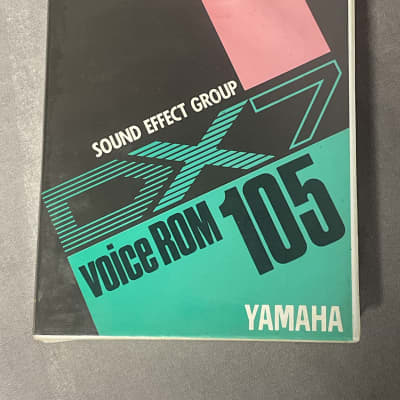 SOUND EFFECT GROUP
DX7
voice ROM 105
YAMAHA